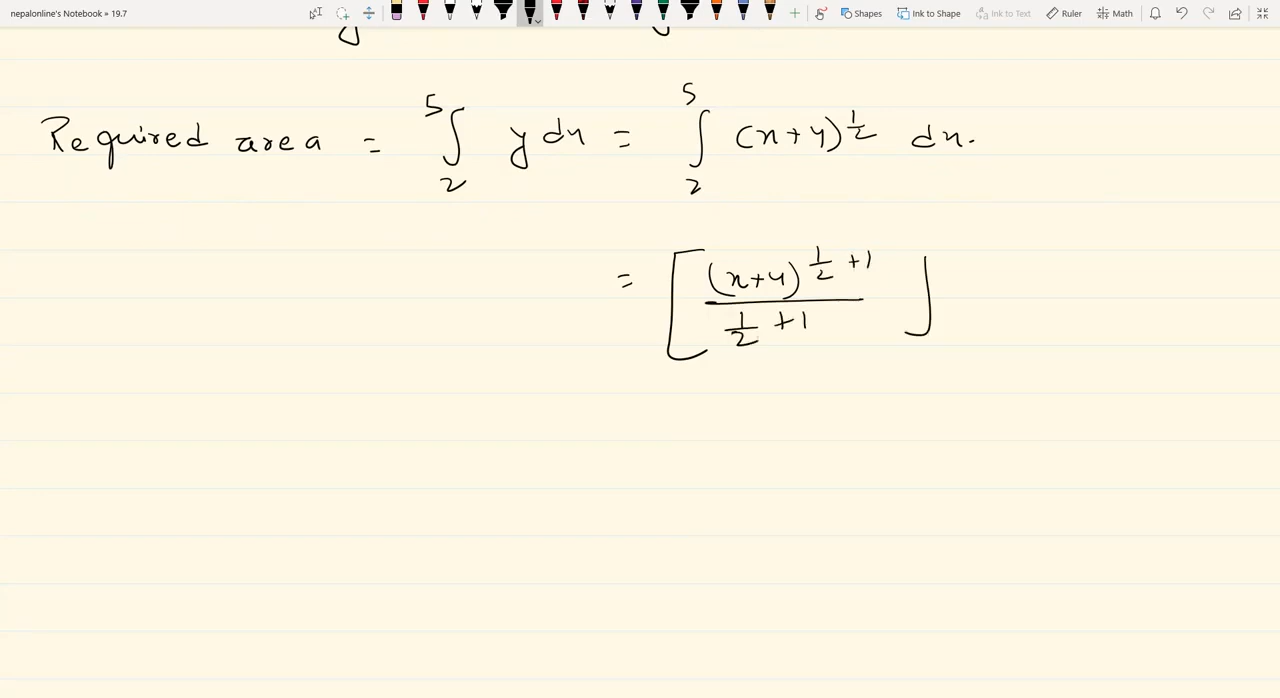 nepalonline's Notebook » 19.7
Shapes Ink to Shape Ink to Text Ruler Math
Required area = ∫₂⁵ y dx = ∫₂⁵ (x+4)^(1/2) dx.
= [ (x+4)^(1/2 + 1) / (1/2 + 1) ]